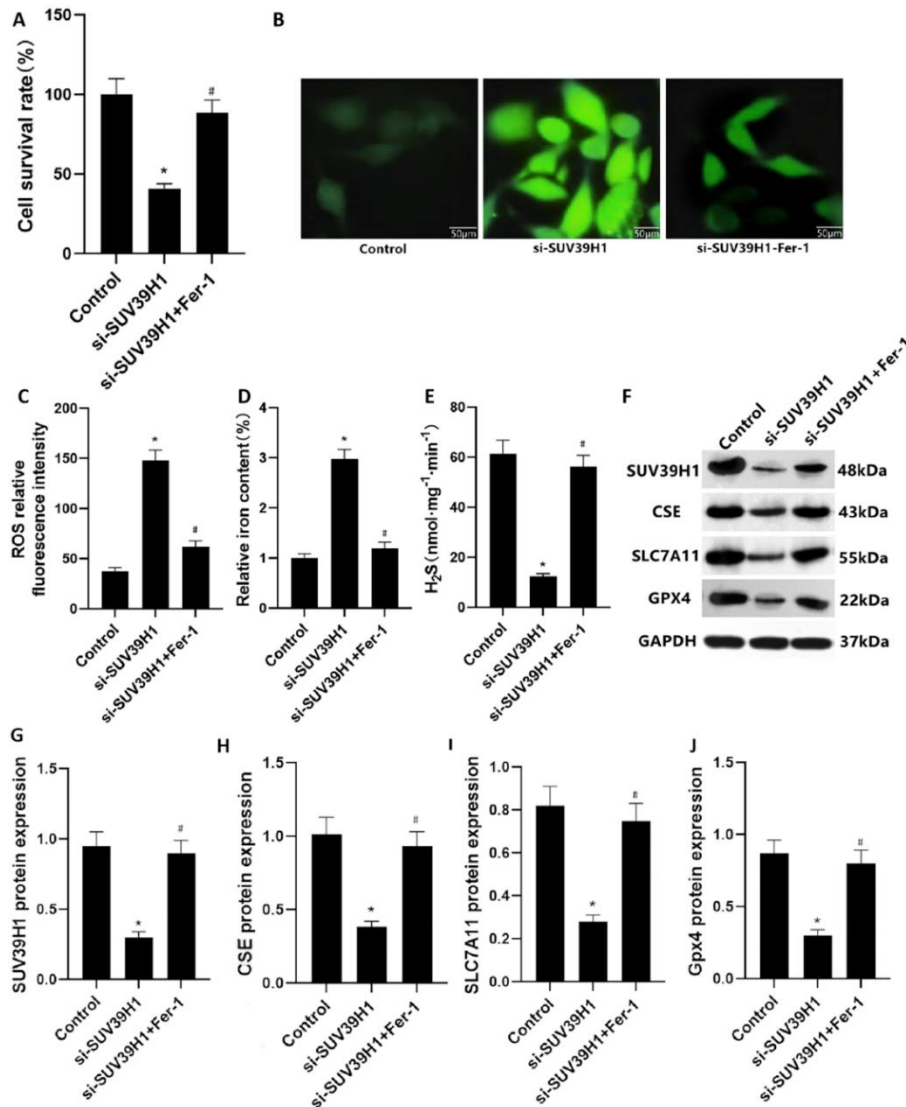 A
Cell survival rate(%)
150
100
50
0
Control
si-SUV39H1
si-SUV39H1+Fer-1
*
#
B
50μm
50μm
50μm
Control
si-SUV39H1
si-SUV39H1-Fer-1
C
ROS relative
fluorescence intensity
200
150
100
50
0
Control
si-SUV39H1
si-SUV39H1+Fer-1
*
#
D
Relative iron content(%)
4
3
2
1
0
Control
si-SUV39H1
si-SUV39H1+Fer-1
*
#
E
H₂S(nmol·mg⁻¹·min⁻¹)
80
60
40
20
0
Control
si-SUV39H1
si-SUV39H1+Fer-1
*
#
F
Control
si-SUV39H1
si-SUV39H1+Fer-1
SUV39H1 48kDa
CSE 43kDa
SLC7A11 55kDa
GPX4 22kDa
GAPDH 37kDa
G
SUV39H1 protein expression
1.5
1.0
0.5
0.0
Control
si-SUV39H1
si-SUV39H1+Fer-1
*
#
H
CSE protein expression
1.5
1.0
0.5
0.0
Control
si-SUV39H1
si-SUV39H1+Fer-1
*
#
I
SLC7A11 protein expression
1.0
0.8
0.6
0.4
0.2
0.0
Control
si-SUV39H1
si-SUV39H1+Fer-1
*
#
J
Gpx4 protein expression
1.5
1.0
0.5
0.0
Control
si-SUV39H1
si-SUV39H1+Fer-1
*
#